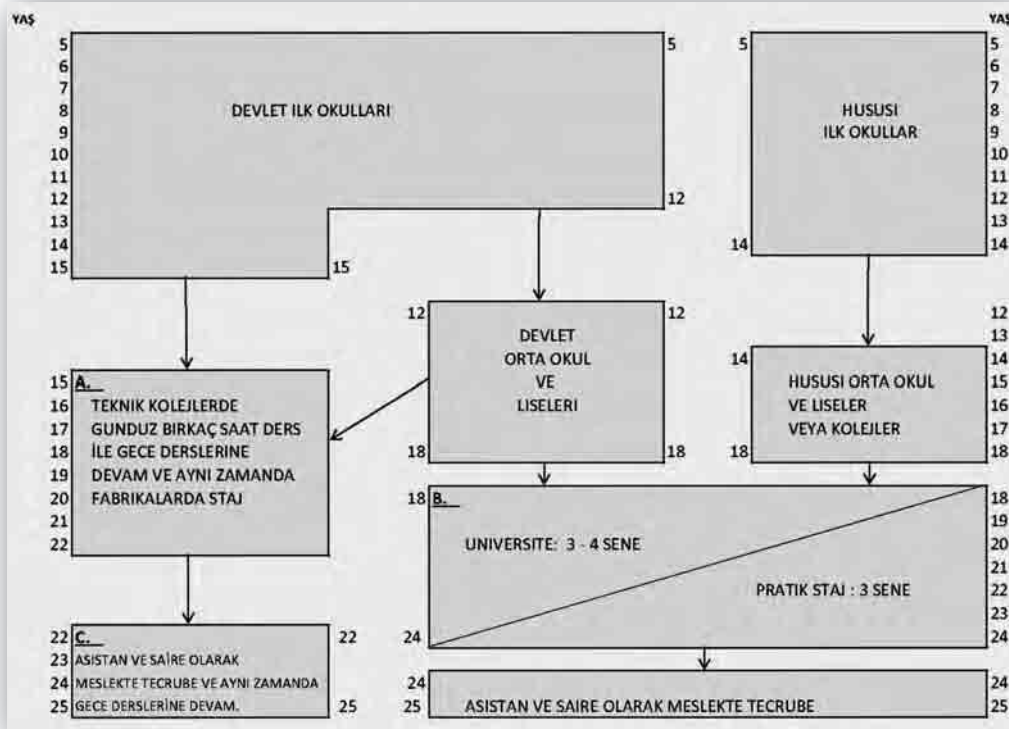 YAŞ
YAŞ
5
6
7
8
9
10
11
12
13
14
15
DEVLET ILK OKULLARI
5
12
15
5
14
HUSUSI
ILK OKULLAR
5
6
7
8
9
10
11
12
13
14
12
12
DEVLET
ORTA OKUL
VE
LISELERI
18
18
14
18
HUSUSI ORTA OKUL
VE LISELER
VEYA KOLEJLER
12
13
14
15
16
17
18
15
16
17
18
19
20
21
22
A.
TEKNIK KOLEJLERDE
GUNDUZ BIRKAÇ SAAT DERS
İLE GECE DERSLERINE
DEVAM VE AYNI ZAMANDA
FABRIKALARDA STAJ
18
24
B.
UNIVERSITE: 3 - 4 SENE
PRATIK STAJ : 3 SENE
18
19
20
21
22
23
24
22
23
24
25
C.
ASISTAN VE SAİRE OLARAK
MESLEKTE TECRUBE VE AYNI ZAMANDA
GECE DERSLERİNE DEVAM.
22
25
24
25
ASISTAN VE SAIRE OLARAK MESLEKTE TECRUBE
24
25